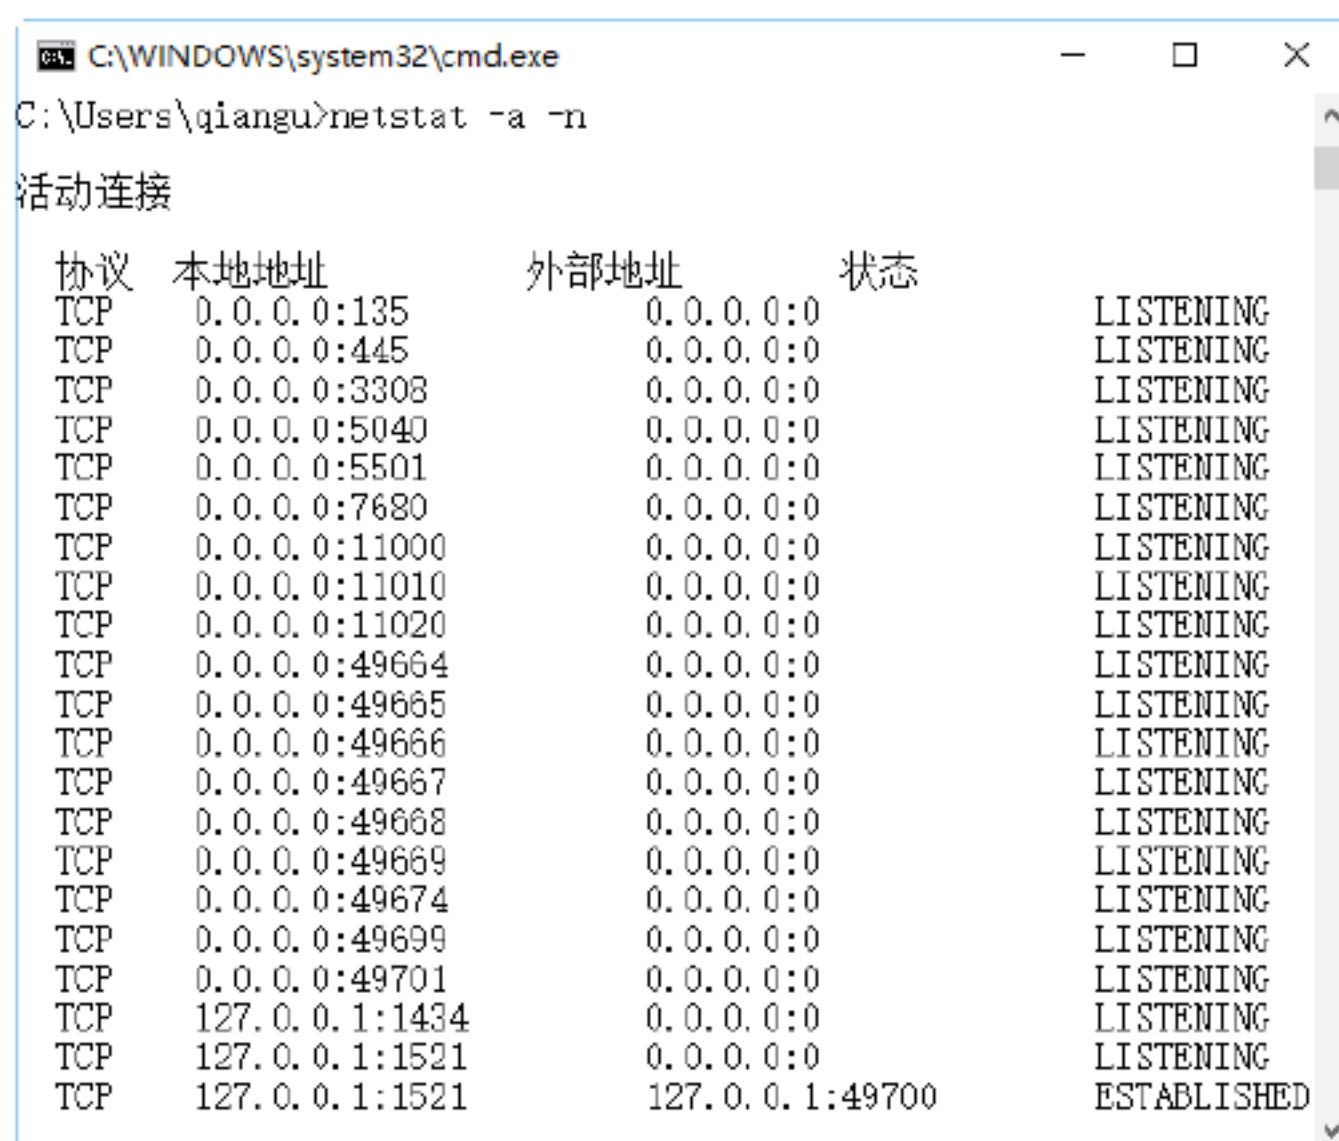 C:\WINDOWS\system32\cmd.exe
C:\Users\qiangu>netstat -a -n
活动连接
协议 本地地址 外部地址 状态
TCP 0.0.0.0:135 0.0.0.0:0 LISTENING
TCP 0.0.0.0:445 0.0.0.0:0 LISTENING
TCP 0.0.0.0:3308 0.0.0.0:0 LISTENING
TCP 0.0.0.0:5040 0.0.0.0:0 LISTENING
TCP 0.0.0.0:5501 0.0.0.0:0 LISTENING
TCP 0.0.0.0:7680 0.0.0.0:0 LISTENING
TCP 0.0.0.0:11000 0.0.0.0:0 LISTENING
TCP 0.0.0.0:11010 0.0.0.0:0 LISTENING
TCP 0.0.0.0:11020 0.0.0.0:0 LISTENING
TCP 0.0.0.0:49664 0.0.0.0:0 LISTENING
TCP 0.0.0.0:49665 0.0.0.0:0 LISTENING
TCP 0.0.0.0:49666 0.0.0.0:0 LISTENING
TCP 0.0.0.0:49667 0.0.0.0:0 LISTENING
TCP 0.0.0.0:49668 0.0.0.0:0 LISTENING
TCP 0.0.0.0:49669 0.0.0.0:0 LISTENING
TCP 0.0.0.0:49674 0.0.0.0:0 LISTENING
TCP 0.0.0.0:49699 0.0.0.0:0 LISTENING
TCP 0.0.0.0:49701 0.0.0.0:0 LISTENING
TCP 127.0.0.1:1434 0.0.0.0:0 LISTENING
TCP 127.0.0.1:1521 0.0.0.0:0 LISTENING
TCP 127.0.0.1:1521 127.0.0.1:49700 ESTABLISHED